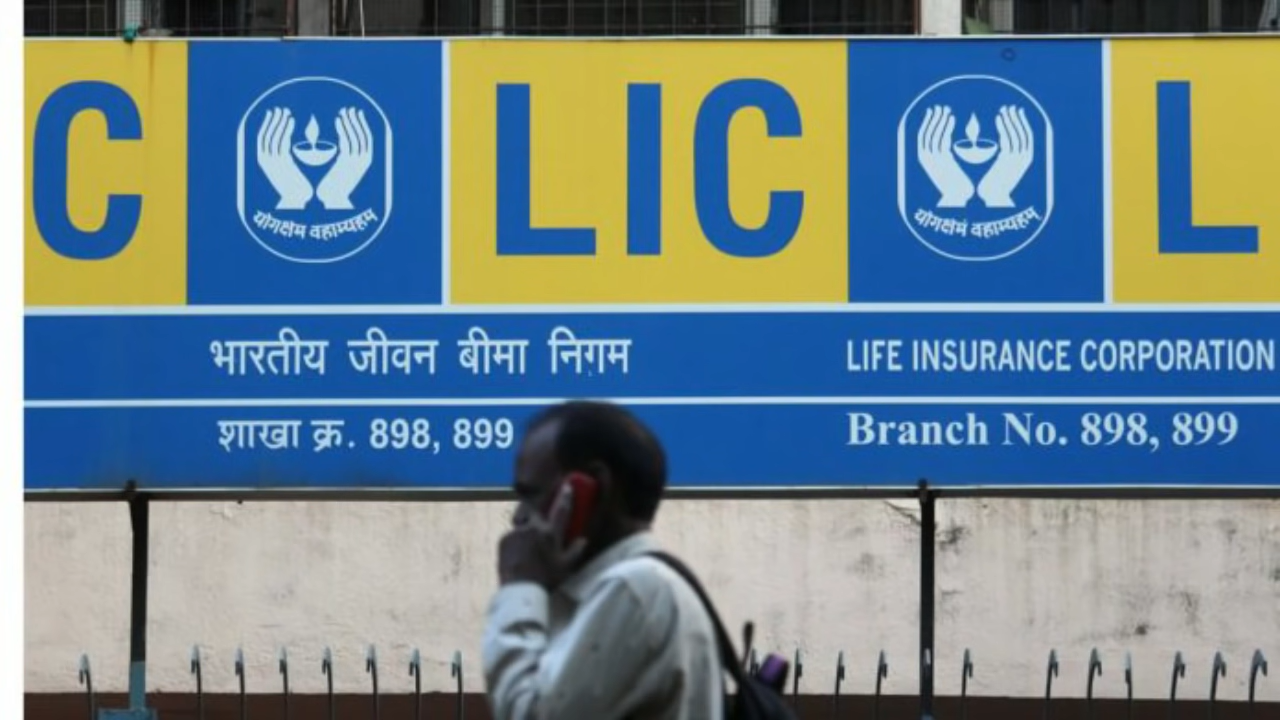 C LIC L
योगक्षेमं वहाम्यहम् योगक्षेमं वहाम्यहम्
भारतीय जीवन बीमा निगम LIFE INSURANCE CORPORATION
शाखा क्र. 898, 899 Branch No. 898, 899